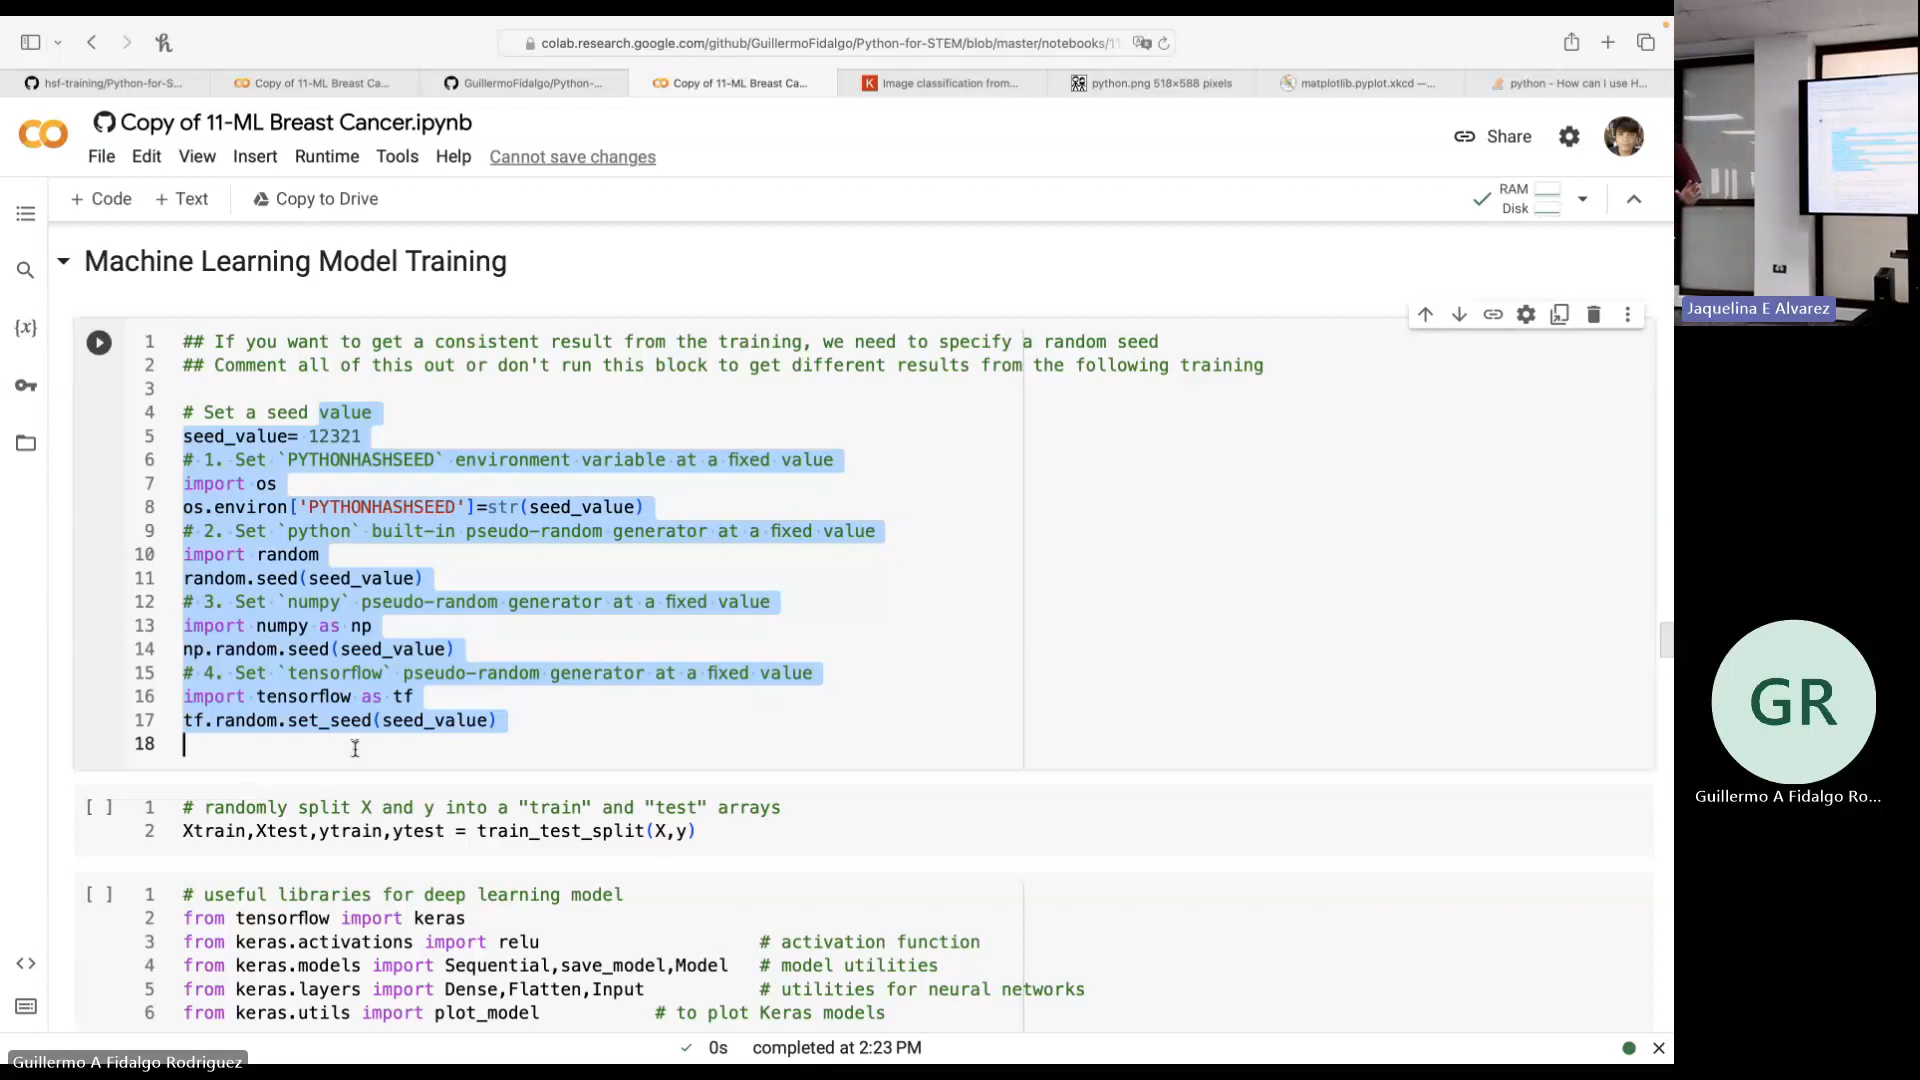 colab.research.google.com/github/GuillermoFidalgo/Python-for-STEM/blob/master/notebooks/1
hsf-training/Python-for-S...
Copy of 11-ML Breast Ca...
GuillermoFidalgo/Python-...
Copy of 11-ML Breast Ca...
Image classification from...
python.png 518×588 pixels
matplotlib.pyplot.xkcd —...
python - How can I use H...
Copy of 11-ML Breast Cancer.ipynb
File Edit View Insert Runtime Tools Help Cannot save changes
Share
+ Code + Text Copy to Drive
RAM
Disk
Machine Learning Model Training
1 ## If you want to get a consistent result from the training, we need to specify a random seed
2 ## Comment all of this out or don't run this block to get different results from the following training
3
4 # Set a seed value
5 seed_value= 12321
6 # 1. Set `PYTHONHASHSEED` environment variable at a fixed value
7 import os
8 os.environ['PYTHONHASHSEED']=str(seed_value)
9 # 2. Set `python` built-in pseudo-random generator at a fixed value
10 import random
11 random.seed(seed_value)
12 # 3. Set `numpy` pseudo-random generator at a fixed value
13 import numpy as np
14 np.random.seed(seed_value)
15 # 4. Set `tensorflow` pseudo-random generator at a fixed value
16 import tensorflow as tf
17 tf.random.set_seed(seed_value)
18
[ ] 1 # randomly split X and y into a "train" and "test" arrays
2 Xtrain,Xtest,ytrain,ytest = train_test_split(X,y)
[ ] 1 # useful libraries for deep learning model
2 from tensorflow import keras
3 from keras.activations import relu # activation function
4 from keras.models import Sequential,save_model,Model # model utilities
5 from keras.layers import Dense,Flatten,Input # utilities for neural networks
6 from keras.utils import plot_model # to plot Keras models
0s completed at 2:23 PM
Guillermo A Fidalgo Rodriguez
Jaquelina E Alvarez
GR
Guillermo A Fidalgo Ro...